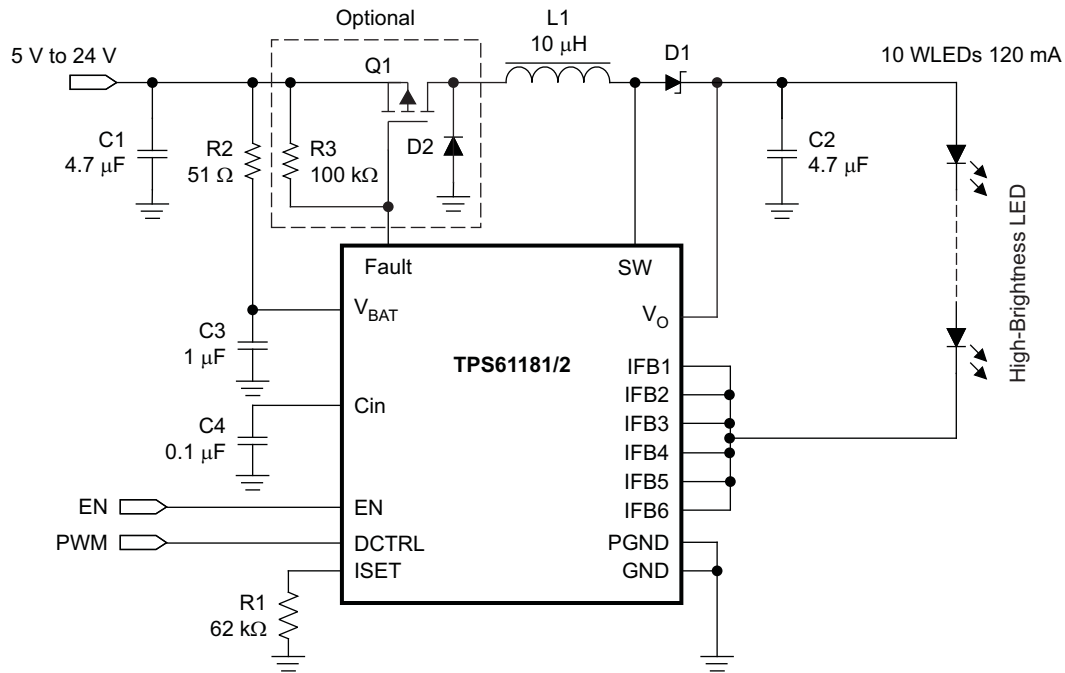 Optional
L1
10 μH
5 V to 24 V
Q1
D1
10 WLEDs 120 mA
C1
4.7 μF
R2
51 Ω
R3
100 kΩ
D2
C2
4.7 μF
High-Brightness LED
Fault
SW
VBAT
VO
C3
1 μF
TPS61181/2
IFB1
IFB2
IFB3
IFB4
IFB5
IFB6
Cin
C4
0.1 μF
EN
EN
PWM
DCTRL
PGND
ISET
GND
R1
62 kΩ